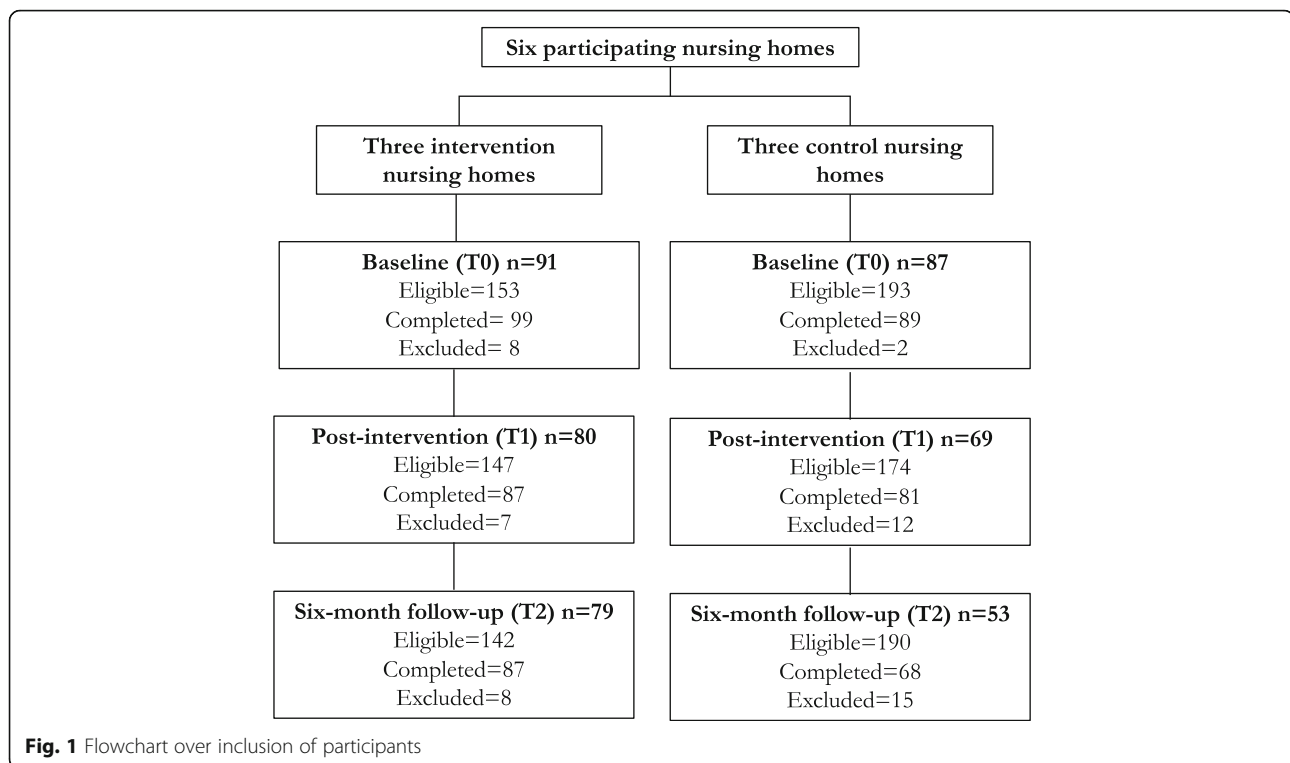 Six participating nursing homes
Three intervention
nursing homes
Three control nursing
homes
Baseline (T0) n=91
Eligible=153
Completed= 99
Excluded= 8
Baseline (T0) n=87
Eligible=193
Completed=89
Excluded=2
Post-intervention (T1) n=80
Eligible=147
Completed=87
Excluded=7
Post-intervention (T1) n=69
Eligible=174
Completed=81
Excluded=12
Six-month follow-up (T2) n=79
Eligible=142
Completed=87
Excluded=8
Six-month follow-up (T2) n=53
Eligible=190
Completed=68
Excluded=15
Fig. 1 Flowchart over inclusion of participants